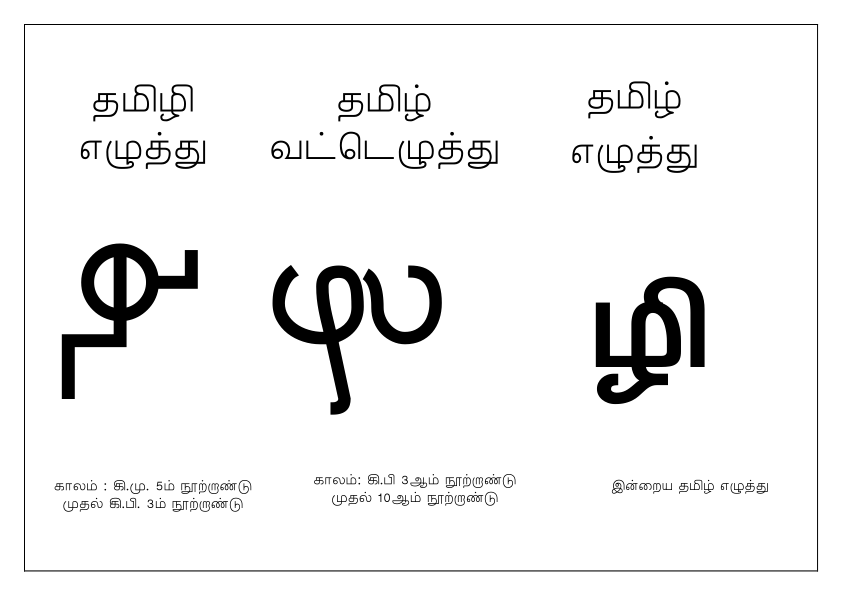 தமிழி
எழுத்து
தமிழ்
வட்டெழுத்து
தமிழ்
எழுத்து
ழி
காலம் : கி.மு. 5ம் நூற்றாண்டு
முதல் கி.பி. 3ம் நூற்றாண்டு
காலம்: கி.பி 3ஆம் நூற்றாண்டு
முதல் 10ஆம் நூற்றாண்டு
இன்றைய தமிழ் எழுத்து